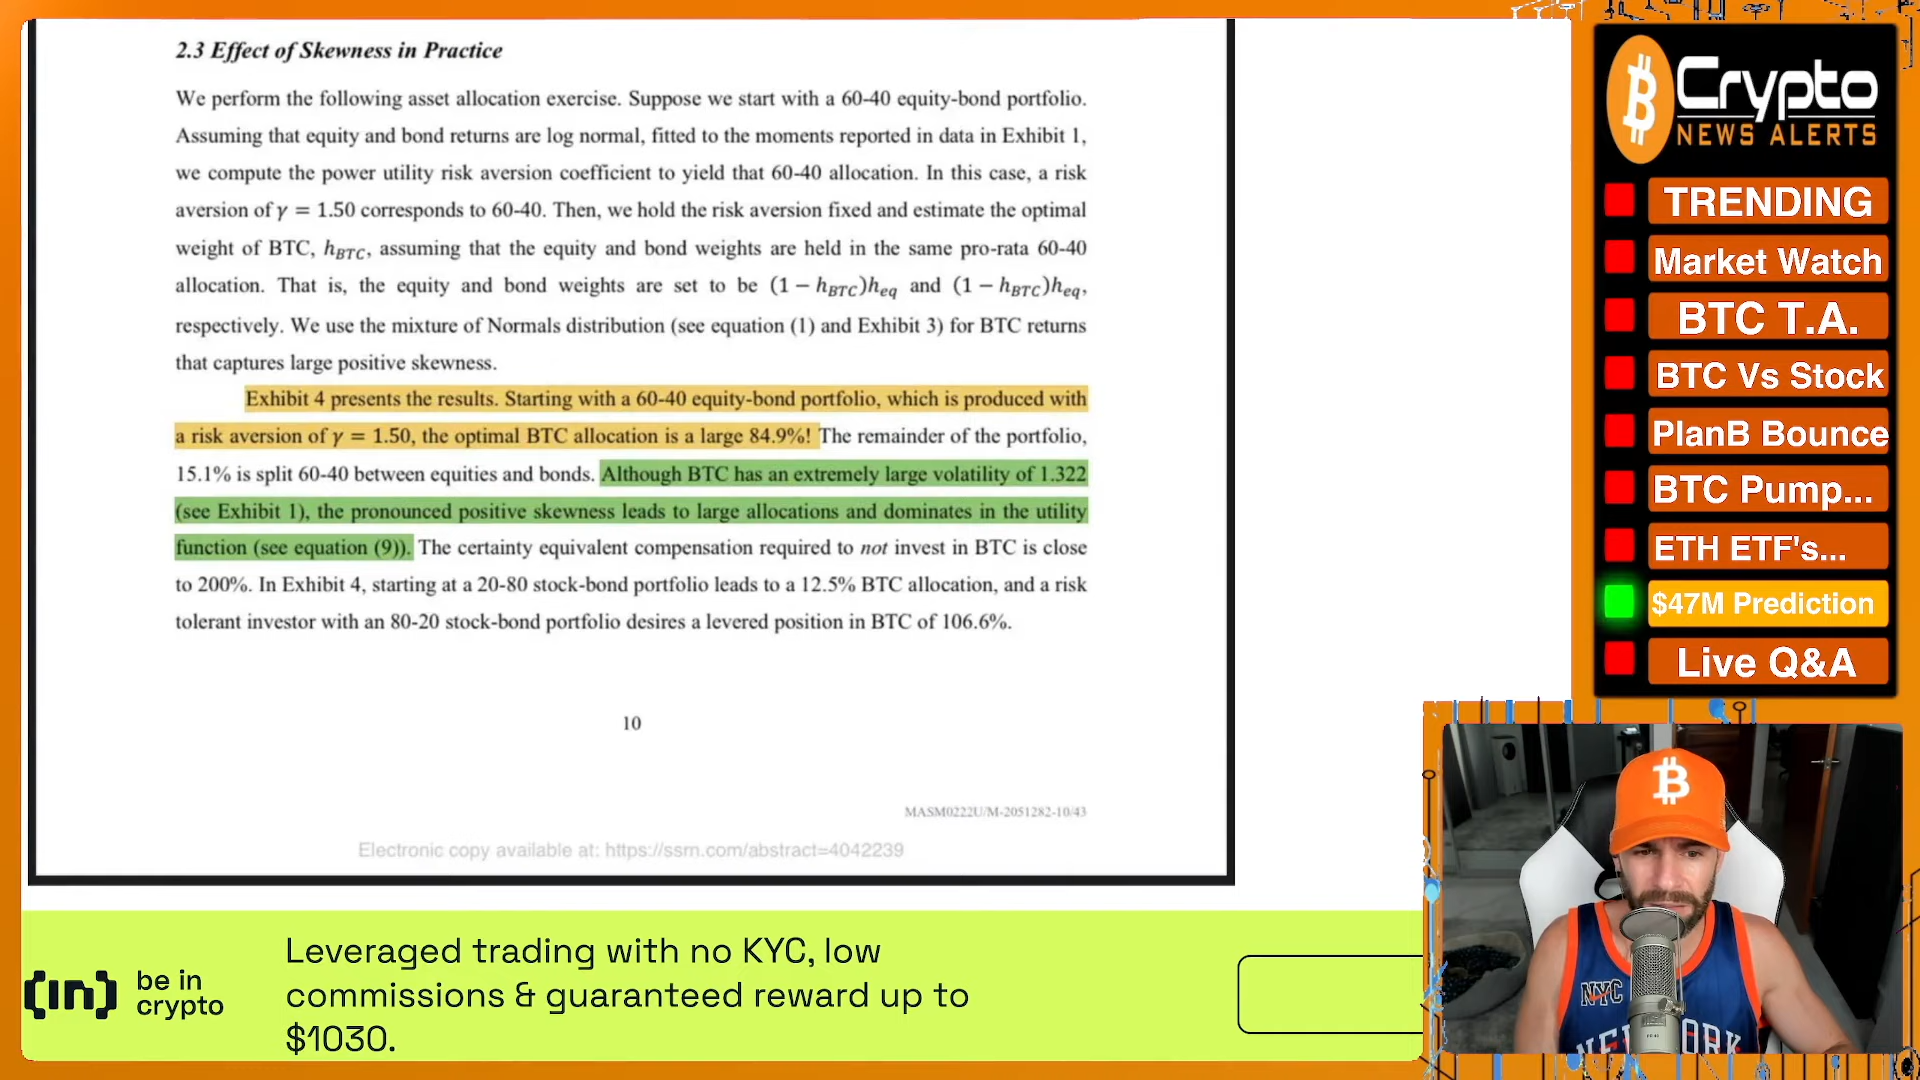 2.3 Effect of Skewness in Practice
We perform the following asset allocation exercise. Suppose we start with a 60-40 equity-bond portfolio.
Assuming that equity and bond returns are log normal, fitted to the moments reported in data in Exhibit 1,
we compute the power utility risk aversion coefficient to yield that 60-40 allocation. In this case, a risk
aversion of γ = 1.50 corresponds to 60-40. Then, we hold the risk aversion fixed and estimate the optimal
weight of BTC, h_BTC, assuming that the equity and bond weights are held in the same pro-rata 60-40
allocation. That is, the equity and bond weights are set to be (1 − h_BTC)h_eq and (1 − h_BTC)h_eq,
respectively. We use the mixture of Normals distribution (see equation (1) and Exhibit 3) for BTC returns
that captures large positive skewness.
Exhibit 4 presents the results. Starting with a 60-40 equity-bond portfolio, which is produced with
a risk aversion of γ = 1.50, the optimal BTC allocation is a large 84.9%! The remainder of the portfolio,
15.1% is split 60-40 between equities and bonds. Although BTC has an extremely large volatility of 1.322
(see Exhibit 1), the pronounced positive skewness leads to large allocations and dominates in the utility
function (see equation (9)). The certainty equivalent compensation required to not invest in BTC is close
to 200%. In Exhibit 4, starting at a 20-80 stock-bond portfolio leads to a 12.5% BTC allocation, and a risk
tolerant investor with an 80-20 stock-bond portfolio desires a levered position in BTC of 106.6%.
10
MASM0222U/M-2051282-10/43
Electronic copy available at: https://ssrn.com/abstract=4042239
[in] be in
crypto
Leveraged trading with no KYC, low
commissions & guaranteed reward up to
$1030.
Crypto
NEWS ALERTS
TRENDING
Market Watch
BTC T.A.
BTC Vs Stock
PlanB Bounce
BTC Pump...
ETH ETF's...
$47M Prediction
Live Q&A
NYC
NEW YORK